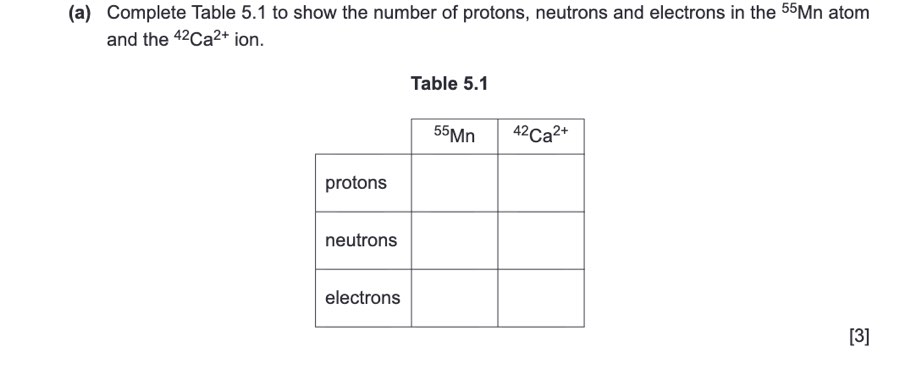 (a) Complete Table 5.1 to show the number of protons, neutrons and electrons in the ⁵⁵Mn atom
and the ⁴²Ca²⁺ ion.
Table 5.1
⁵⁵Mn ⁴²Ca²⁺
protons
neutrons
electrons
[3]